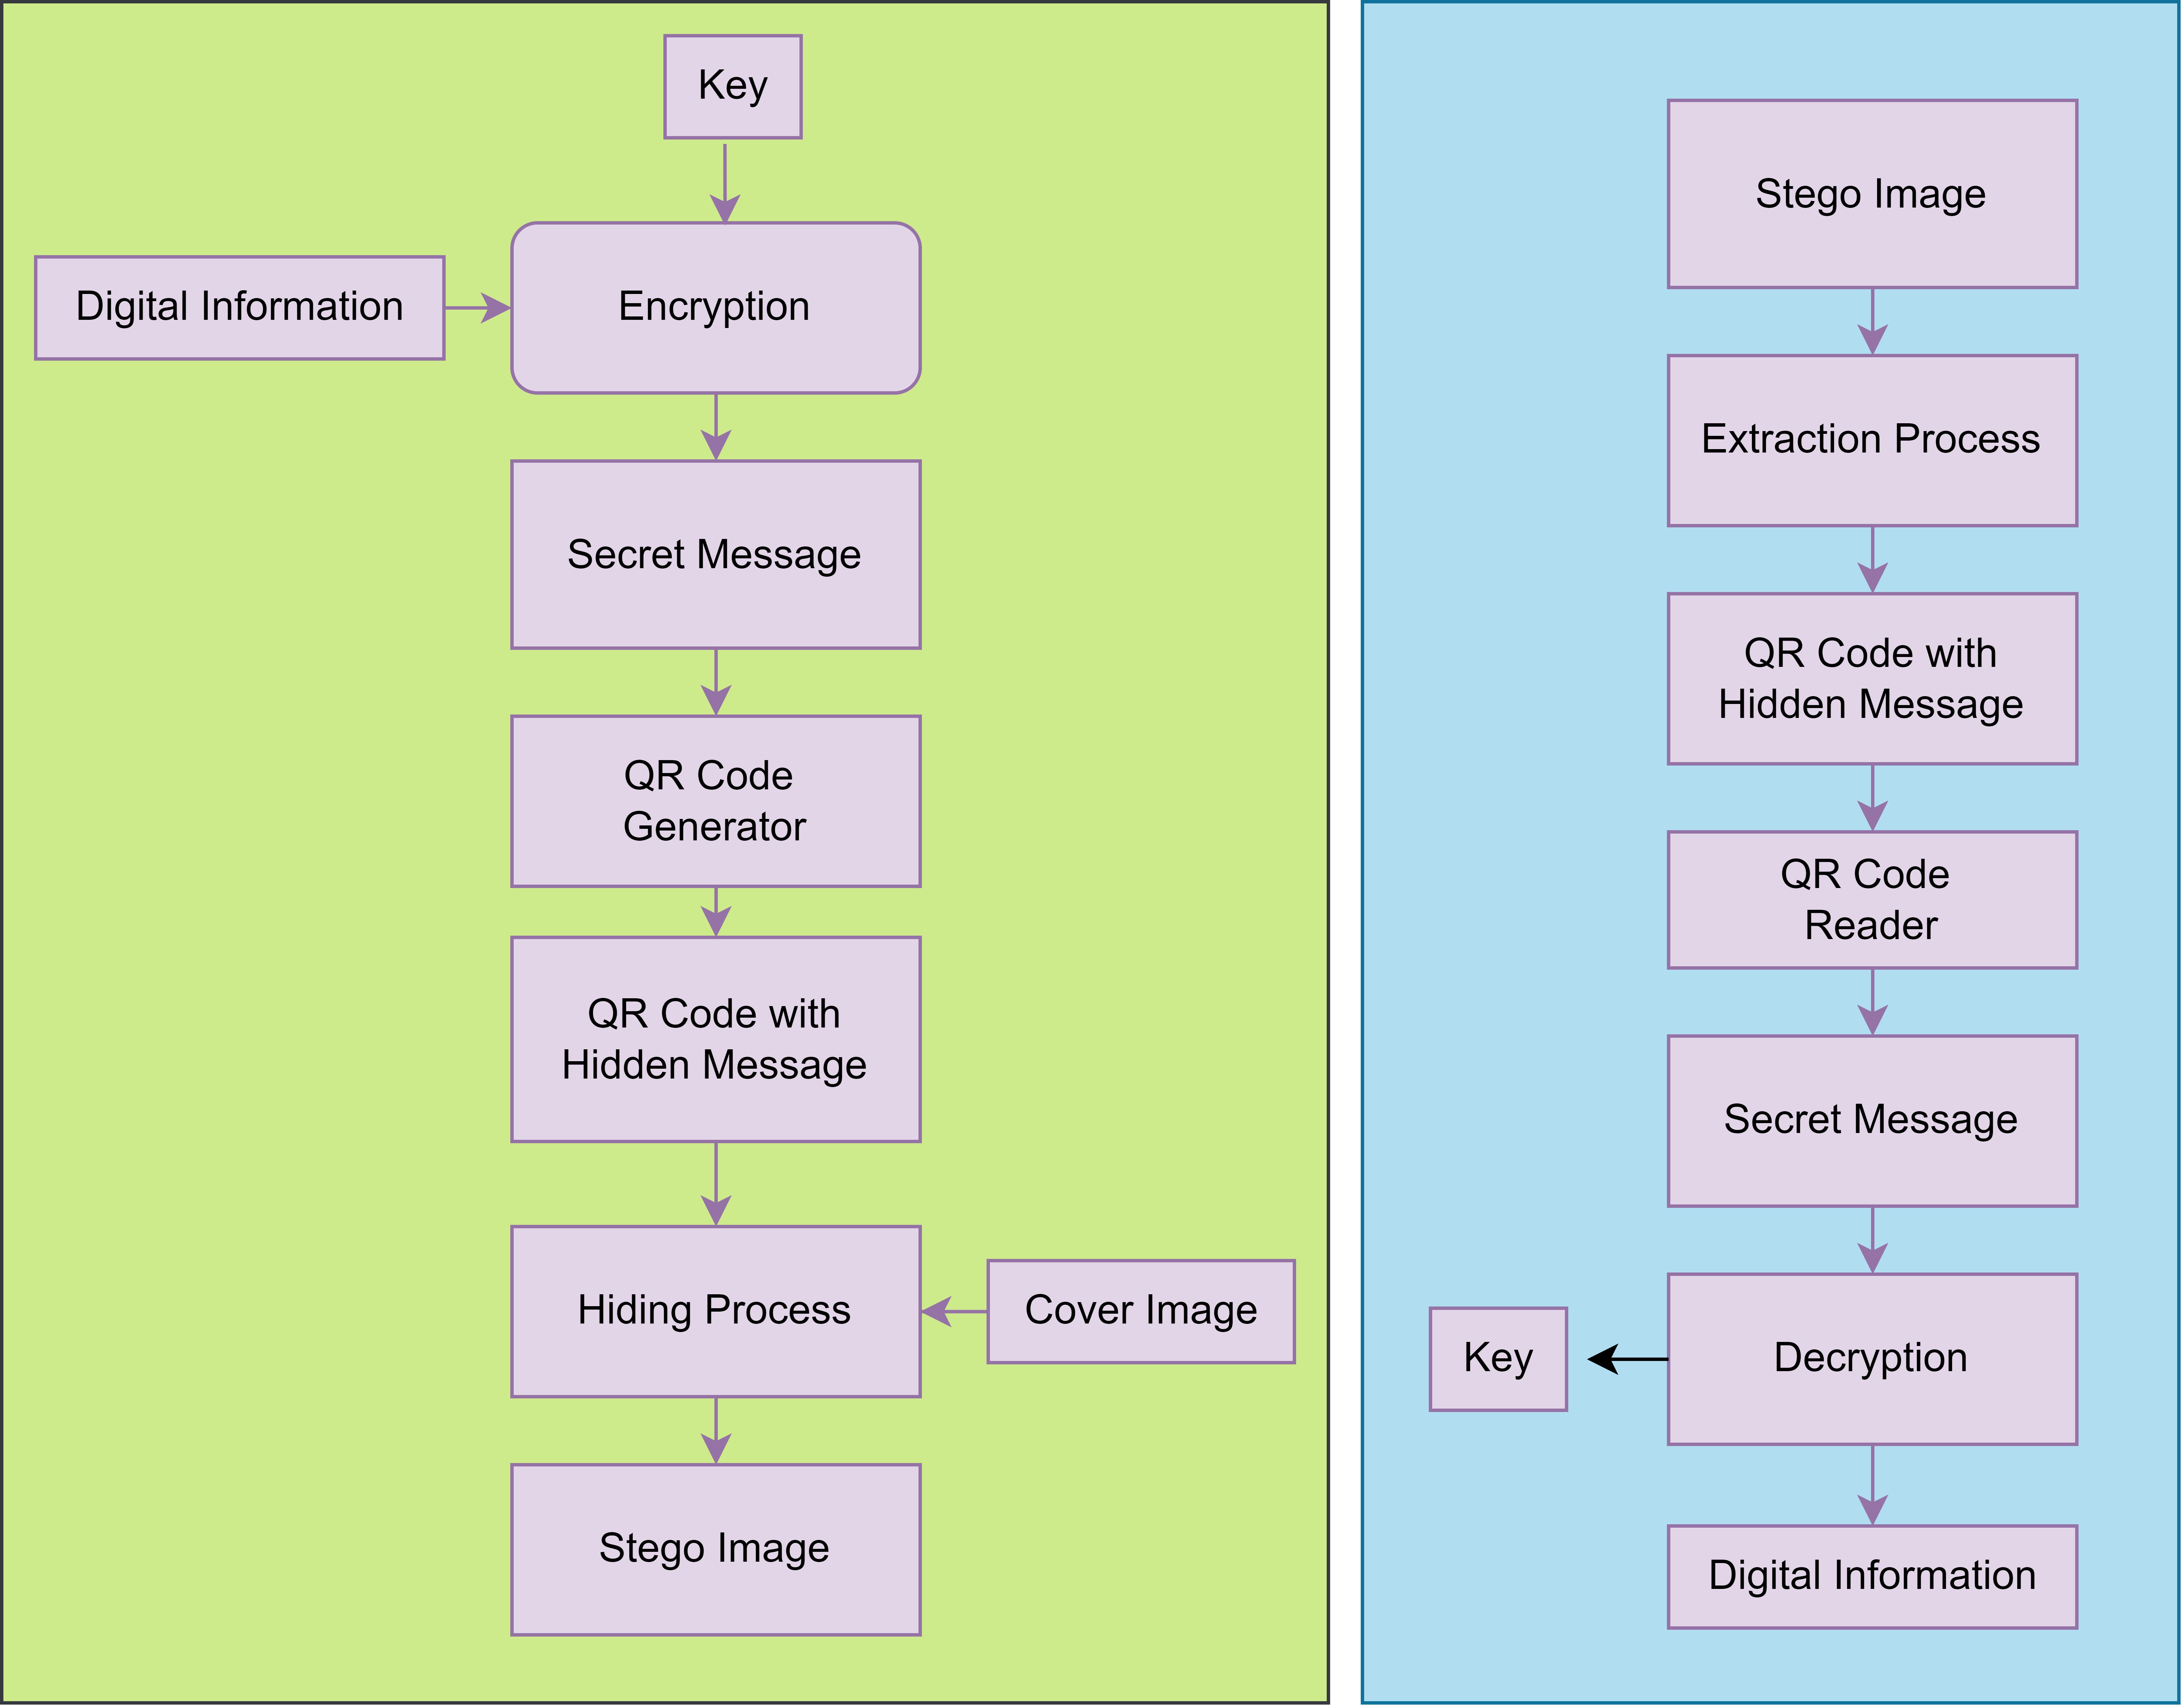 Key
Digital Information
Encryption
Secret Message
QR Code
Generator
QR Code with
Hidden Message
Hiding Process
Cover Image
Stego Image
Stego Image
Extraction Process
QR Code with
Hidden Message
QR Code
Reader
Secret Message
Key
Decryption
Digital Information